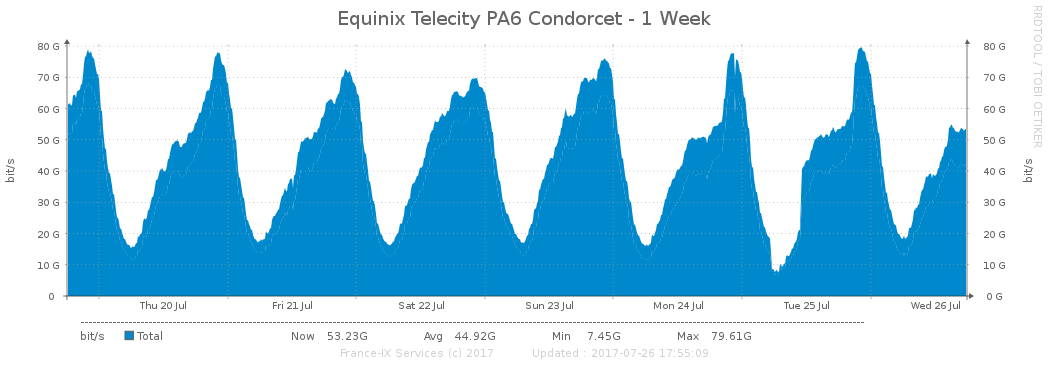 Equinix Telecity PA6 Condorcet - 1 Week
RRDTOOL / TOBI OETIKER
bit/s
80 G
70 G
60 G
50 G
40 G
30 G
20 G
10 G
0
80 G
70 G
60 G
50 G
40 G
30 G
20 G
10 G
0 G
bit/s
Thu 20 Jul Fri 21 Jul Sat 22 Jul Sun 23 Jul Mon 24 Jul Tue 25 Jul Wed 26 Jul
bit/s Total Now 53.23G Avg 44.92G Min 7.45G Max 79.61G
France-IX Services (c) 2017 Updated : 2017-07-26 17:55:09